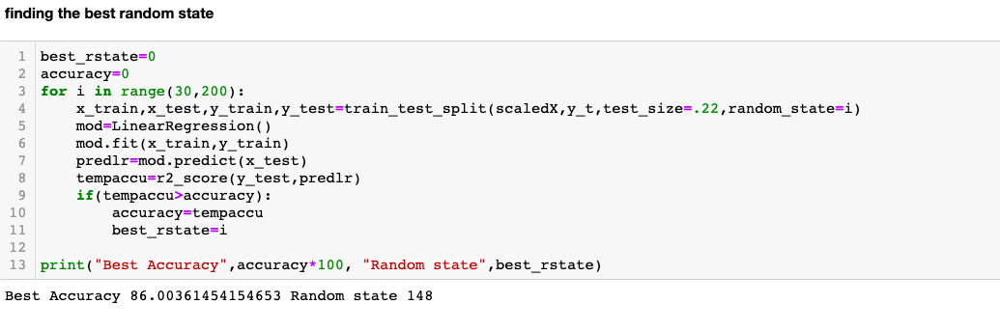 finding the best random state
1 best_rstate=0
2 accuracy=0
3 for i in range(30,200):
4     x_train,x_test,y_train,y_test=train_test_split(scaledX,y_t,test_size=.22,random_state=i)
5     mod=LinearRegression()
6     mod.fit(x_train,y_train)
7     predlr=mod.predict(x_test)
8     tempaccu=r2_score(y_test,predlr)
9     if(tempaccu>accuracy):
10         accuracy=tempaccu
11         best_rstate=i
12
13 print("Best Accuracy",accuracy*100, "Random state",best_rstate)
Best Accuracy 86.00361454154653 Random state 148